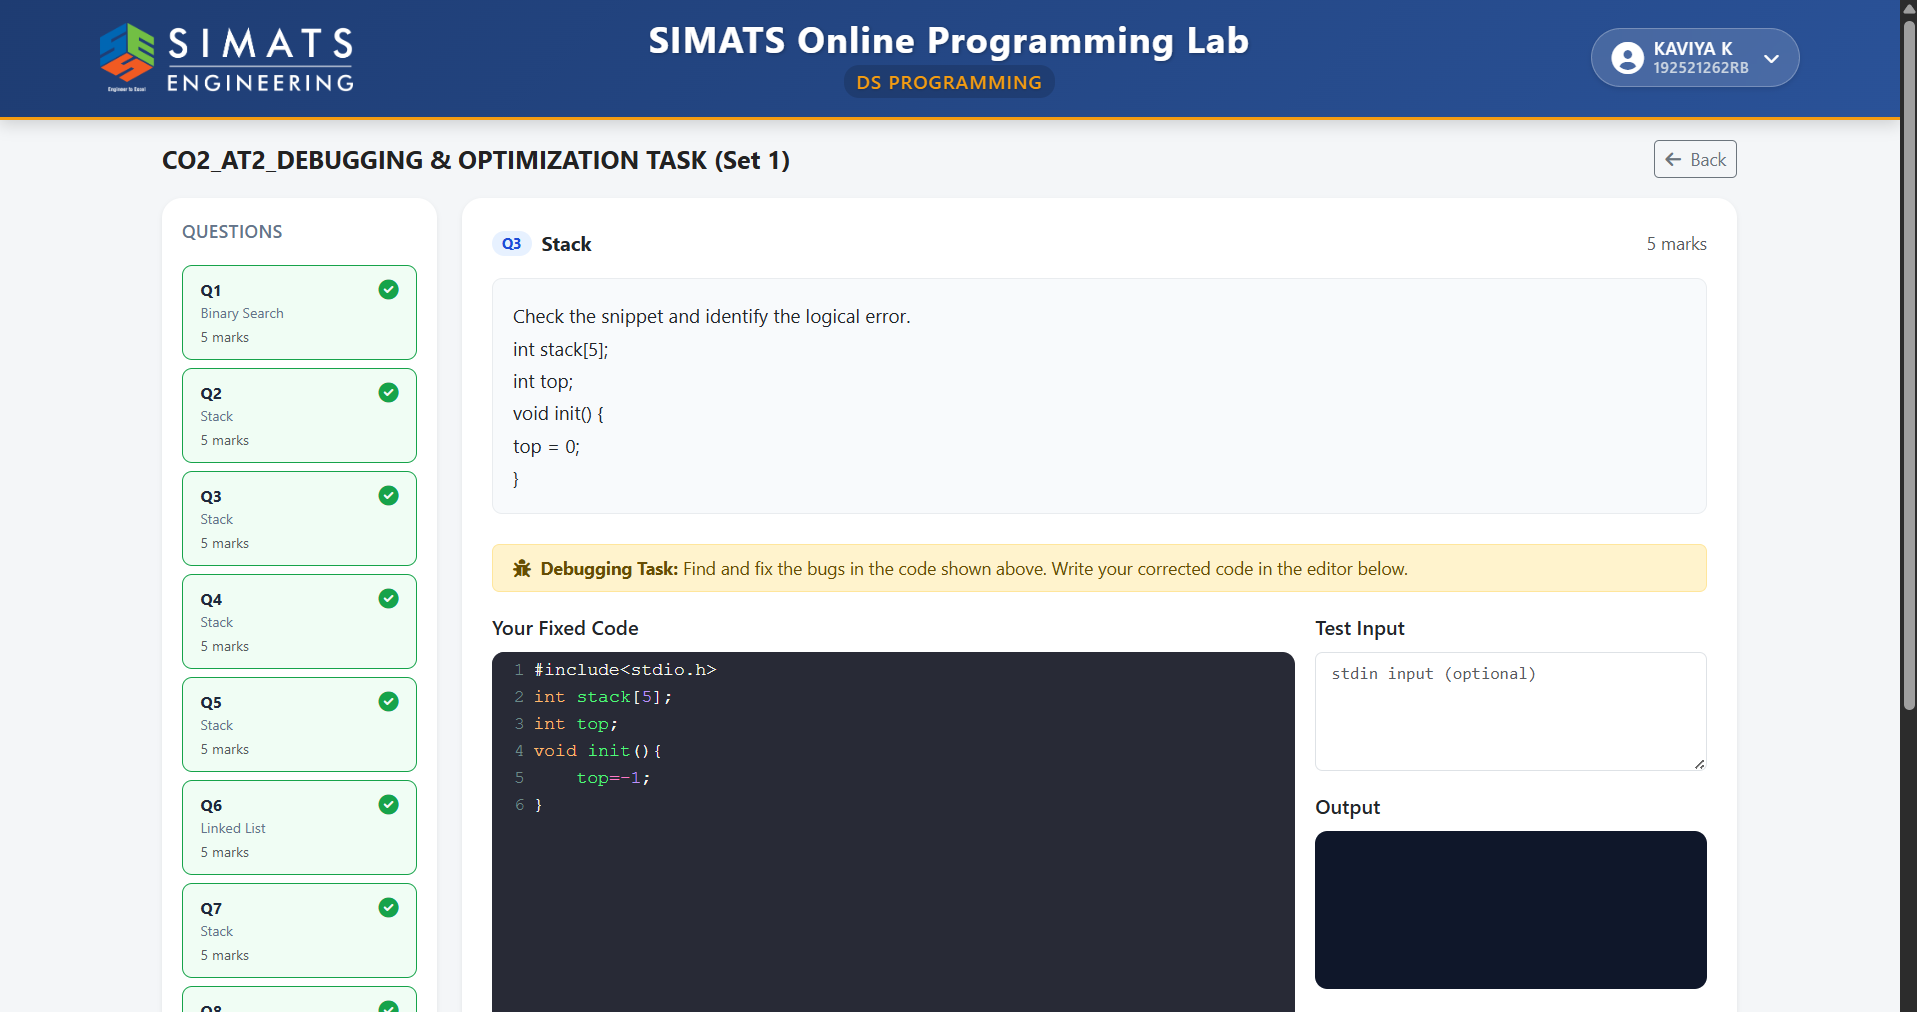 SIMATS
ENGINEERING
Engineer to Excel
SIMATS Online Programming Lab
DS PROGRAMMING
KAVIYA K
192521262RB
CO2_AT2_DEBUGGING & OPTIMIZATION TASK (Set 1)
Back
QUESTIONS
Q1
Binary Search
5 marks
Q2
Stack
5 marks
Q3
Stack
5 marks
Q4
Stack
5 marks
Q5
Stack
5 marks
Q6
Linked List
5 marks
Q7
Stack
5 marks
Q8
Q3 Stack
5 marks
Check the snippet and identify the logical error.
int stack[5];
int top;
void init() {
top = 0;
}
Debugging Task: Find and fix the bugs in the code shown above. Write your corrected code in the editor below.
Your Fixed Code
1 #include<stdio.h>
2 int stack[5];
3 int top;
4 void init(){
5 top=-1;
6 }
Test Input
stdin input (optional)
Output